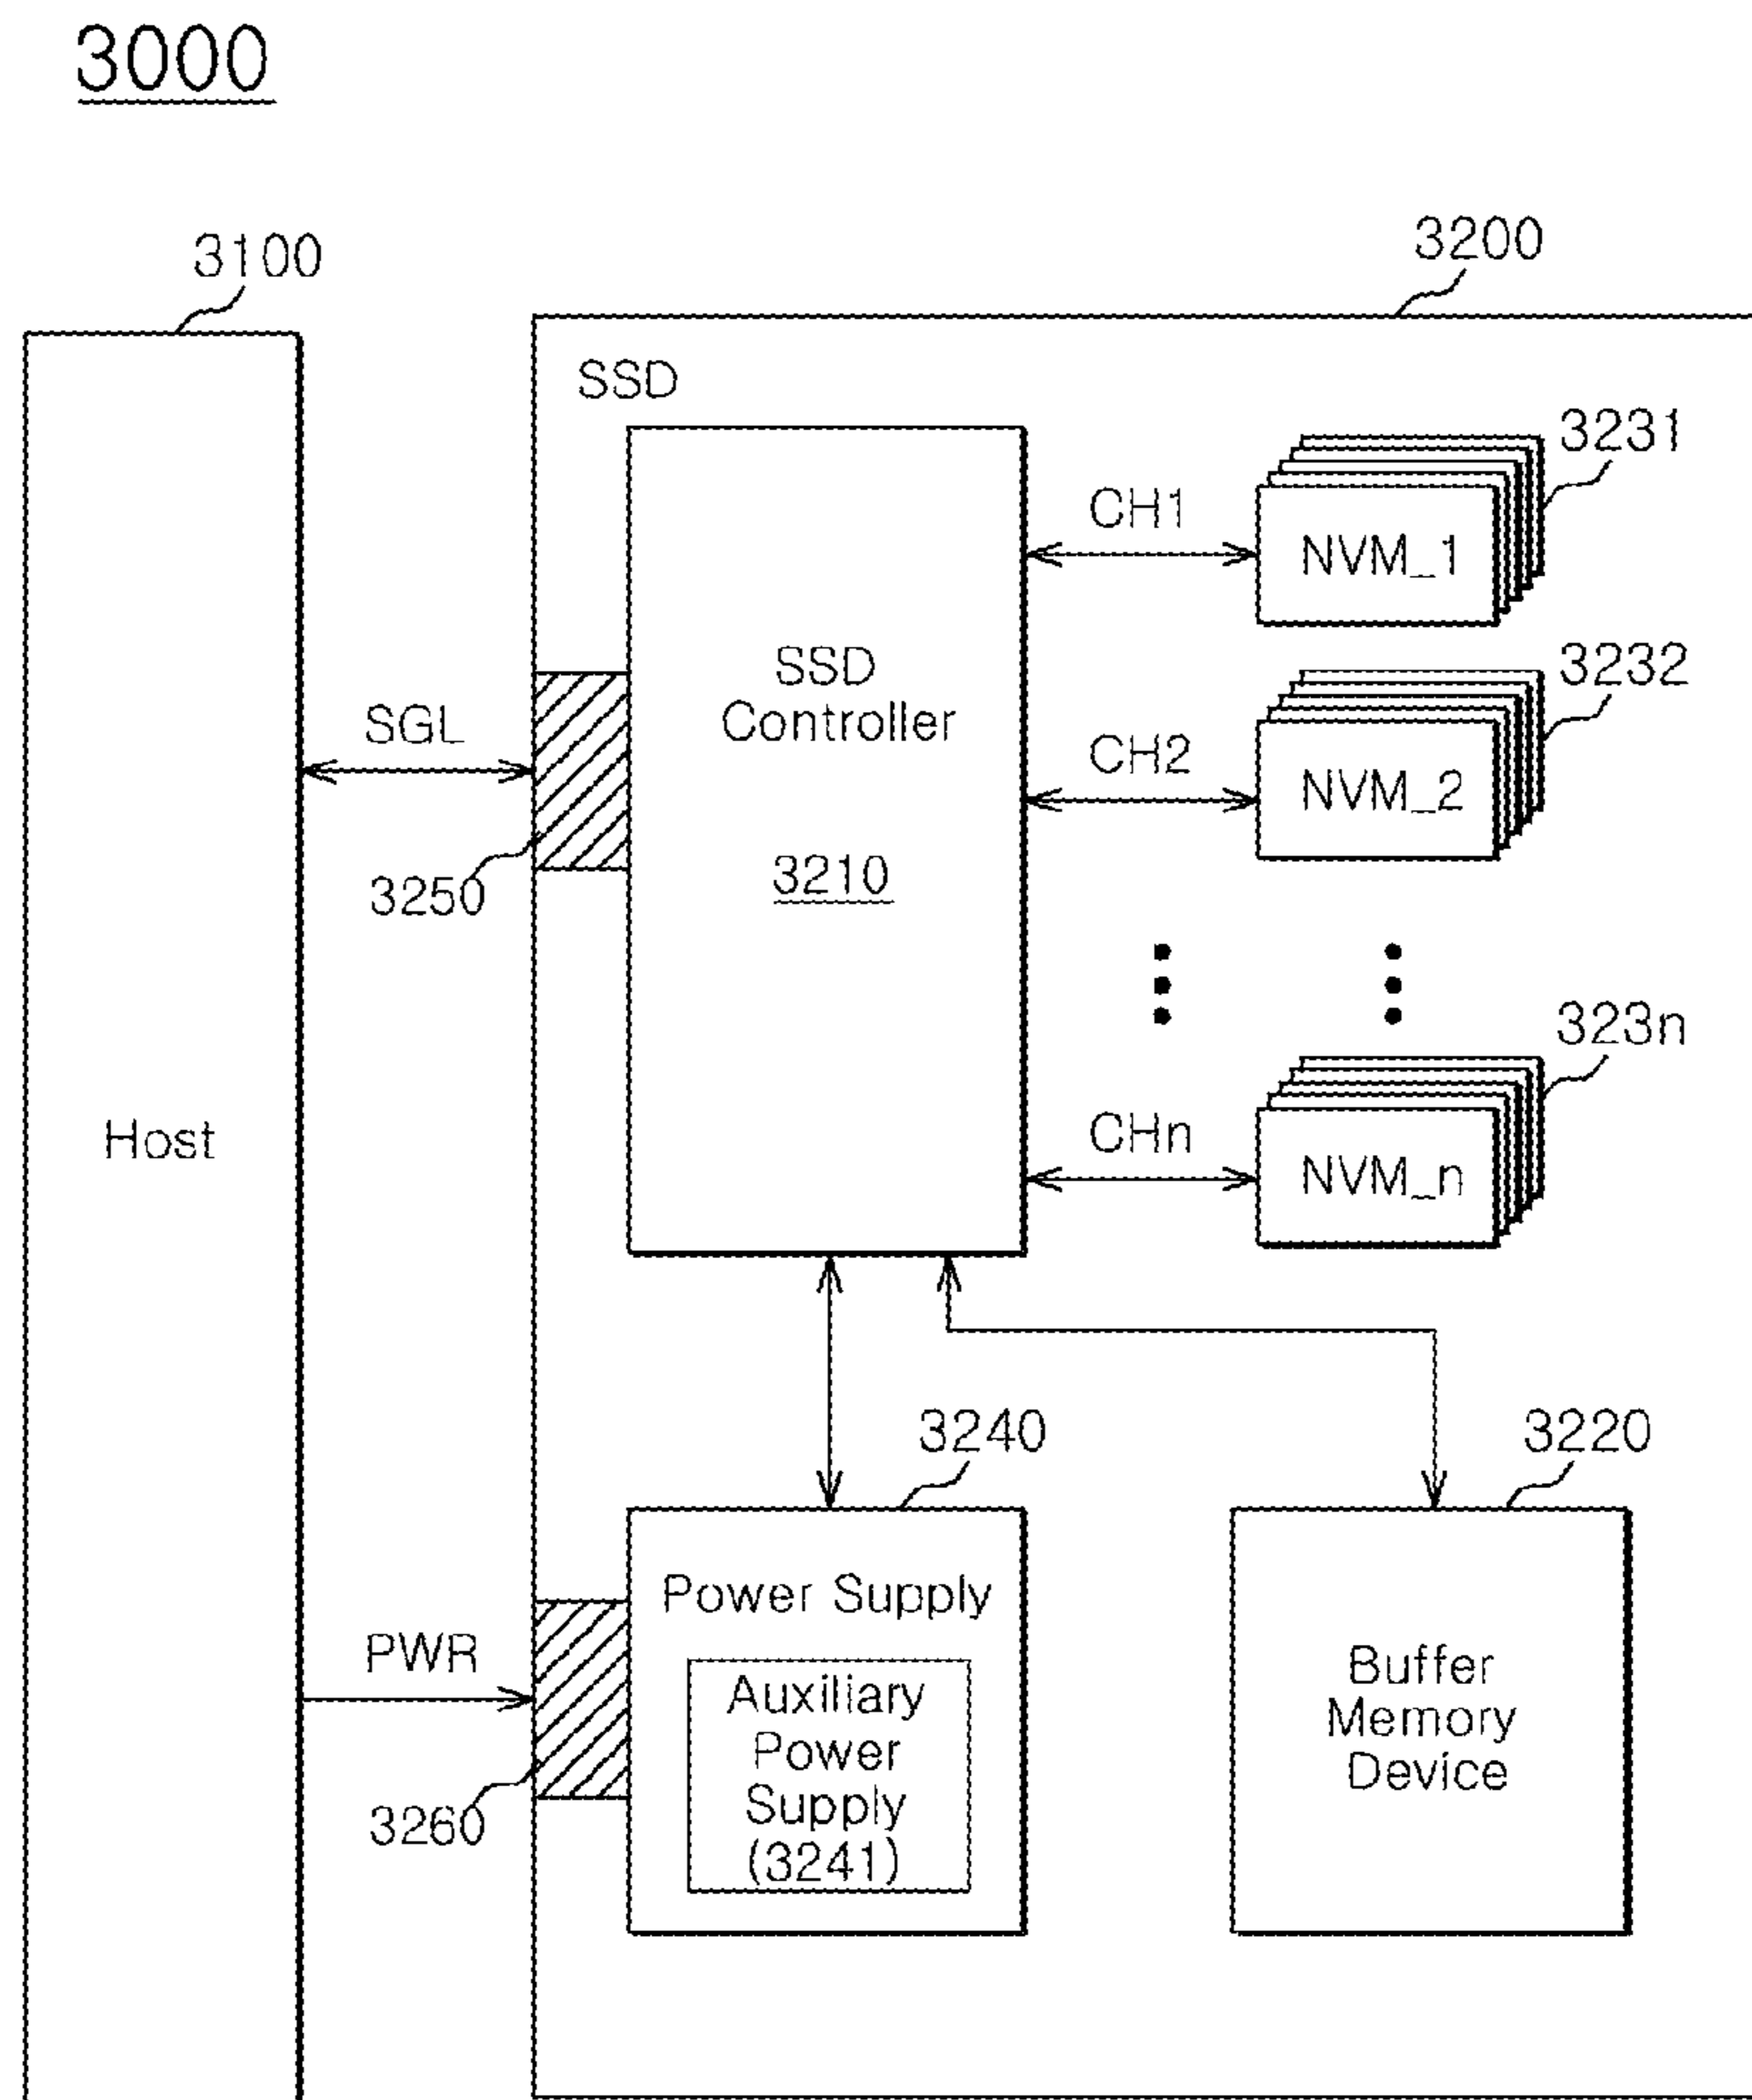 3000
3100
3200
SSD
3231
CH1
NVM_1
SSD
Controller
3210
3232
SGL
CH2
NVM_2
3250
323n
Host
CHn
NVM_n
3240
3220
Power Supply
PWR
Auxiliary
Power
Supply
(3241)
Buffer
Memory
Device
3260